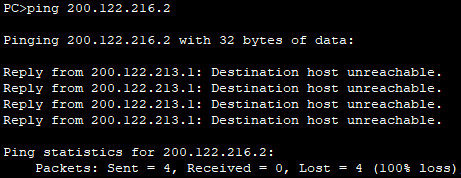 PC>ping 200.122.216.2
Pinging 200.122.216.2 with 32 bytes of data:
Reply from 200.122.213.1: Destination host unreachable.
Reply from 200.122.213.1: Destination host unreachable.
Reply from 200.122.213.1: Destination host unreachable.
Reply from 200.122.213.1: Destination host unreachable.
Ping statistics for 200.122.216.2:
Packets: Sent = 4, Received = 0, Lost = 4 (100% loss)